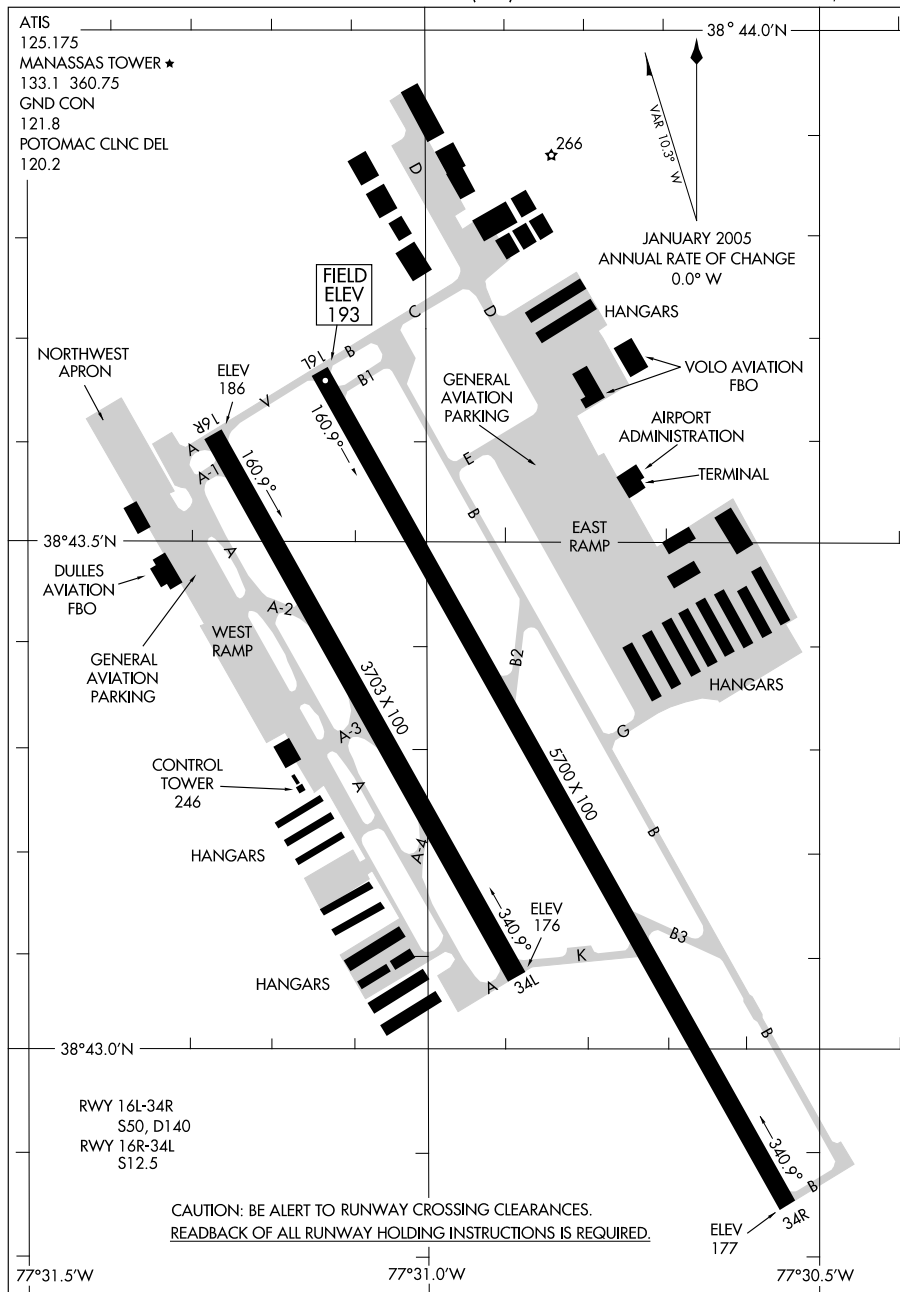 ATIS
125.175
MANASSAS TOWER ★
133.1 360.75
GND CON
121.8
POTOMAC CLNC DEL
120.2
38° 44.0'N
VAR 10.3° W
JANUARY 2005
ANNUAL RATE OF CHANGE
0.0° W
266
D
FIELD
ELEV
193
HANGARS
C
D
NORTHWEST
APRON
ELEV
186
16L
B
B1
V
16R
A
A-1
160.9°
160.9°
GENERAL
AVIATION
PARKING
VOLO AVIATION
FBO
AIRPORT
ADMINISTRATION
TERMINAL
E
B
EAST
RAMP
38°43.5'N
A
DULLES
AVIATION
FBO
A-2
WEST
RAMP
GENERAL
AVIATION
PARKING
B2
HANGARS
3703 X 100
A-3
G
5700 X 100
CONTROL
TOWER
246
A
B
HANGARS
A-4
340.9°
ELEV
176
B3
K
HANGARS
A
34L
B
38°43.0'N
RWY 16L-34R
S50, D140
RWY 16R-34L
S12.5
340.9°
B
34R
ELEV
177
CAUTION: BE ALERT TO RUNWAY CROSSING CLEARANCES.
READBACK OF ALL RUNWAY HOLDING INSTRUCTIONS IS REQUIRED.
77°31.5'W
77°31.0'W
77°30.5'W